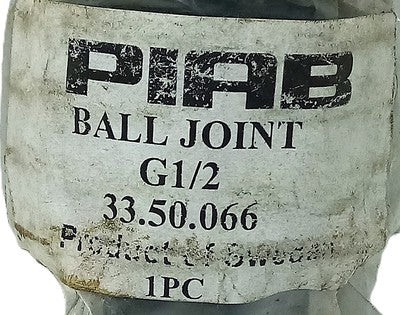 PIAB
BALL JOINT
G1/2
33.50.066
Product of Sweden
1PC